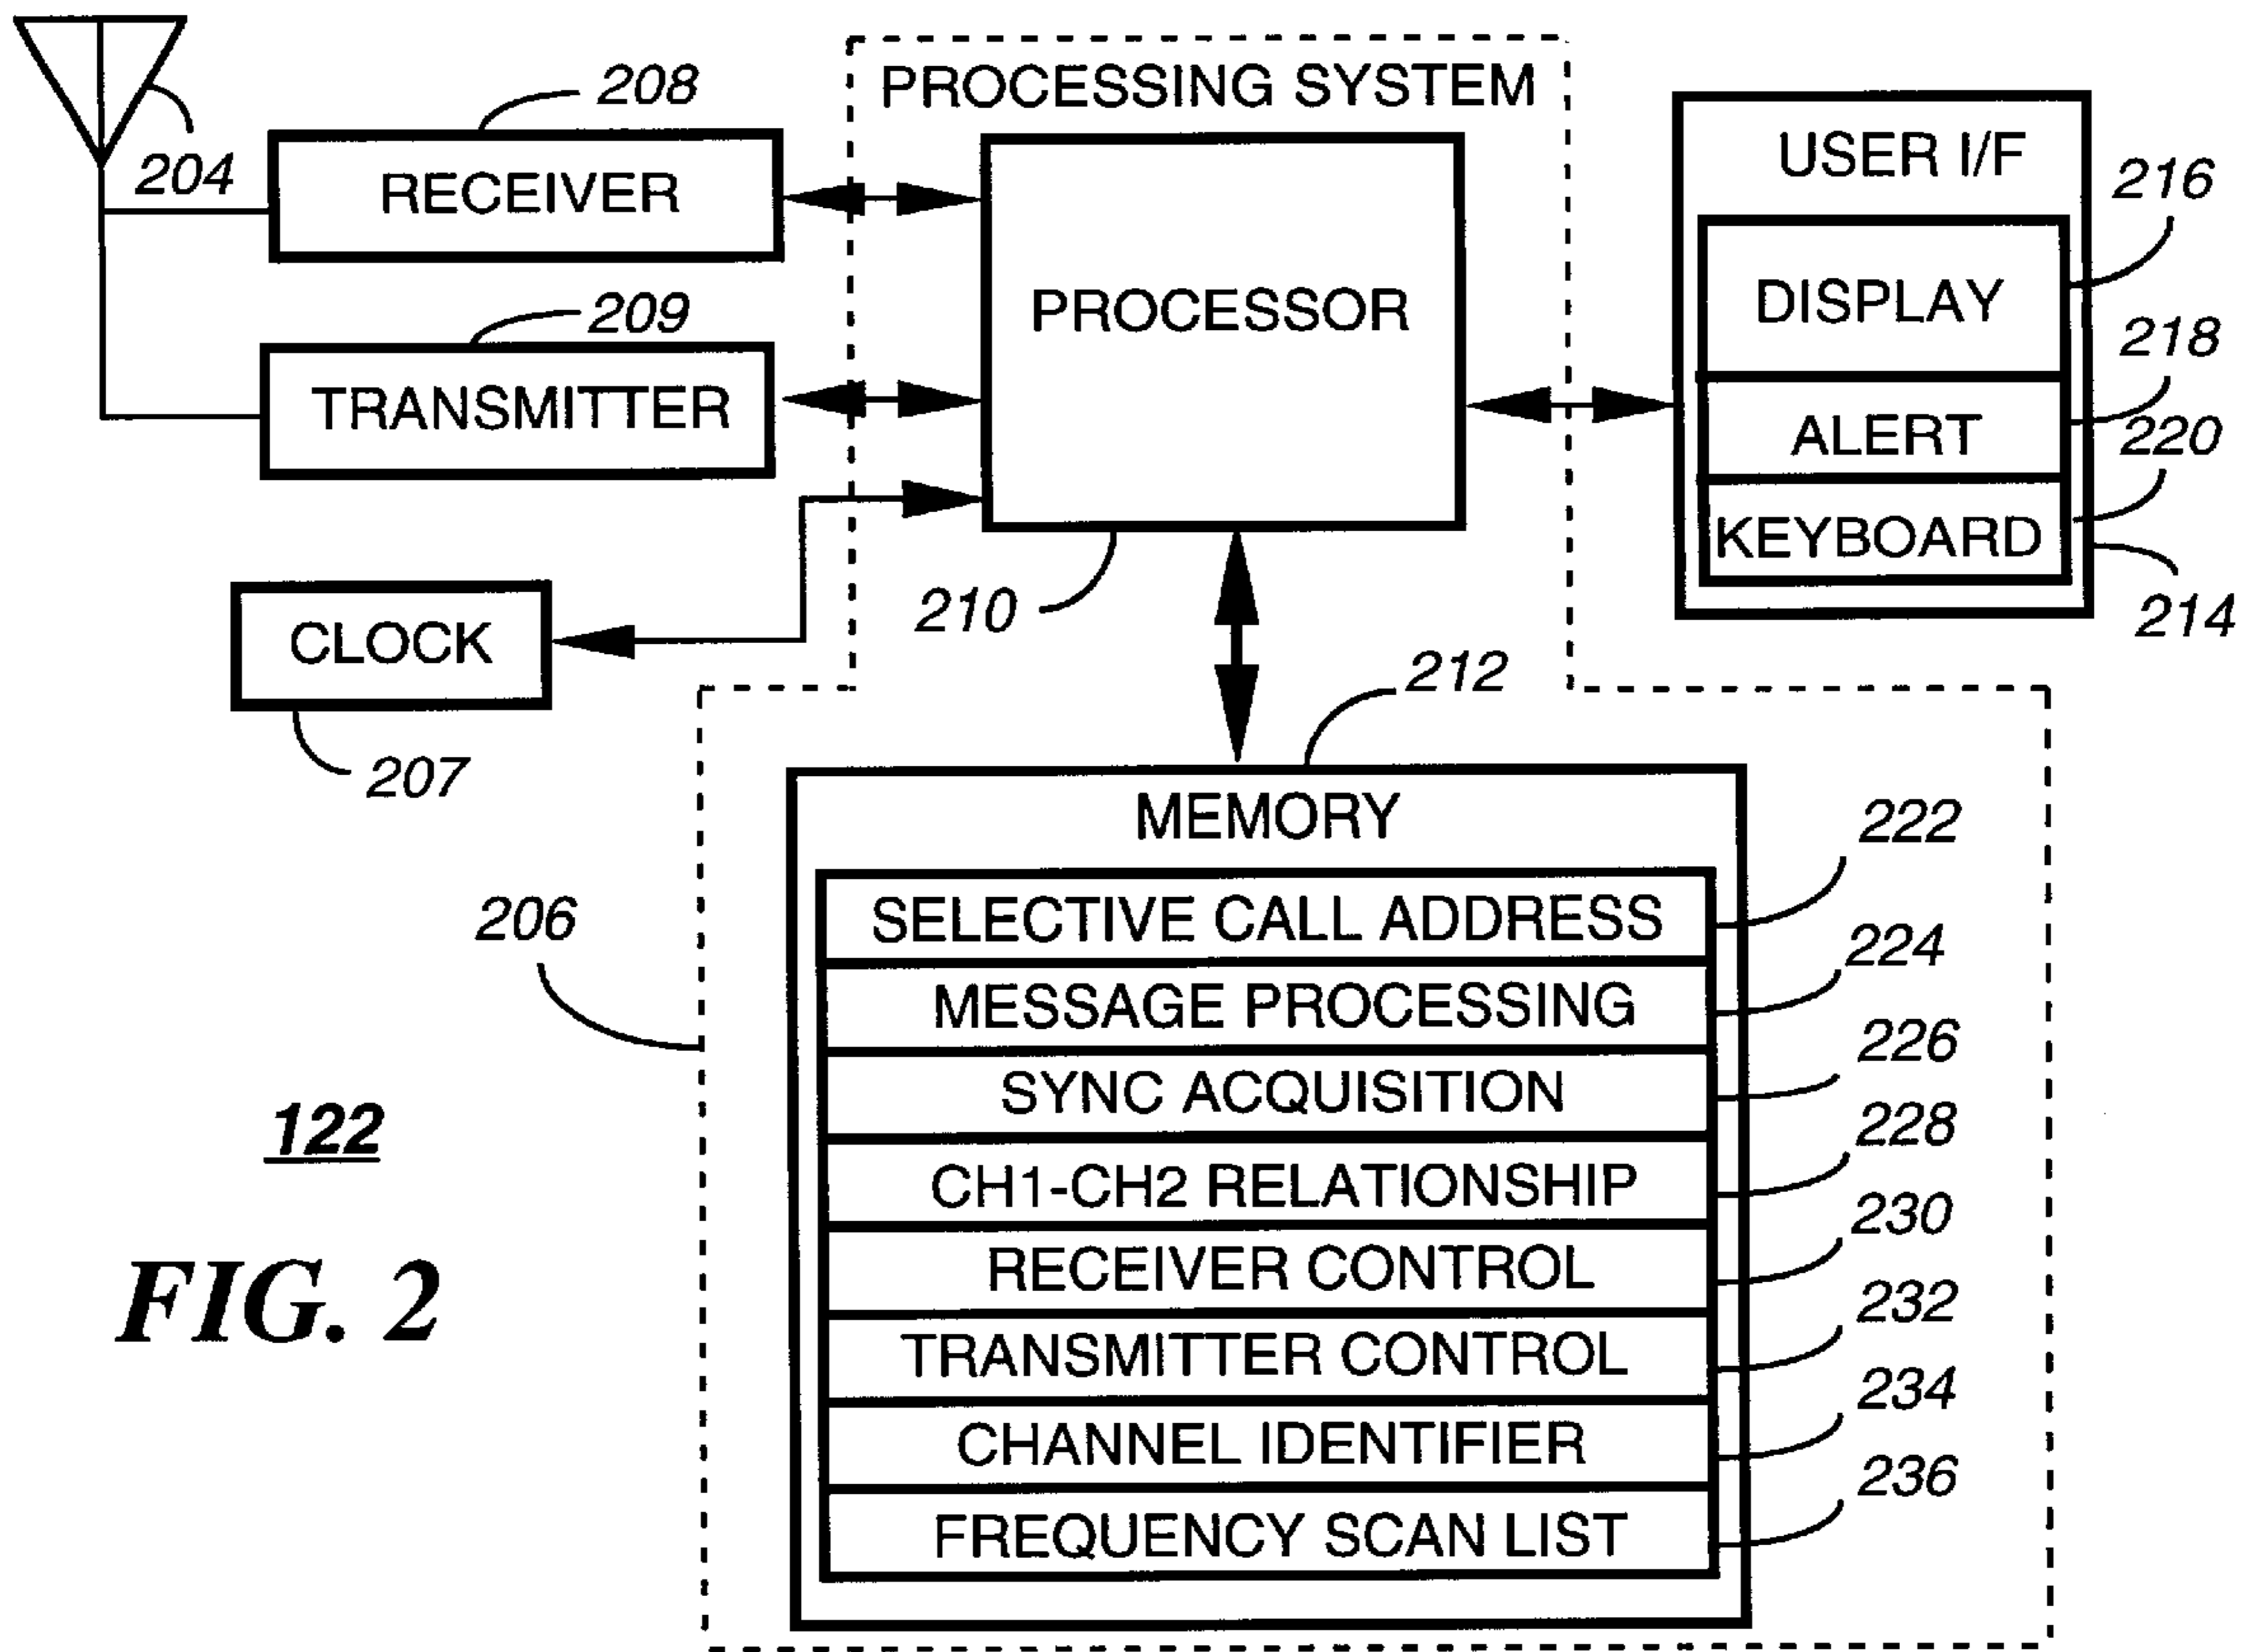 PROCESSING SYSTEM
208
204
RECEIVER
209
TRANSMITTER
PROCESSOR
210
CLOCK
207
USER I/F
216
DISPLAY
218
ALERT
220
KEYBOARD
214
212
MEMORY
206
SELECTIVE CALL ADDRESS
222
MESSAGE PROCESSING
224
SYNC ACQUISITION
226
CH1-CH2 RELATIONSHIP
228
RECEIVER CONTROL
230
TRANSMITTER CONTROL
232
CHANNEL IDENTIFIER
234
FREQUENCY SCAN LIST
236
122
FIG. 2